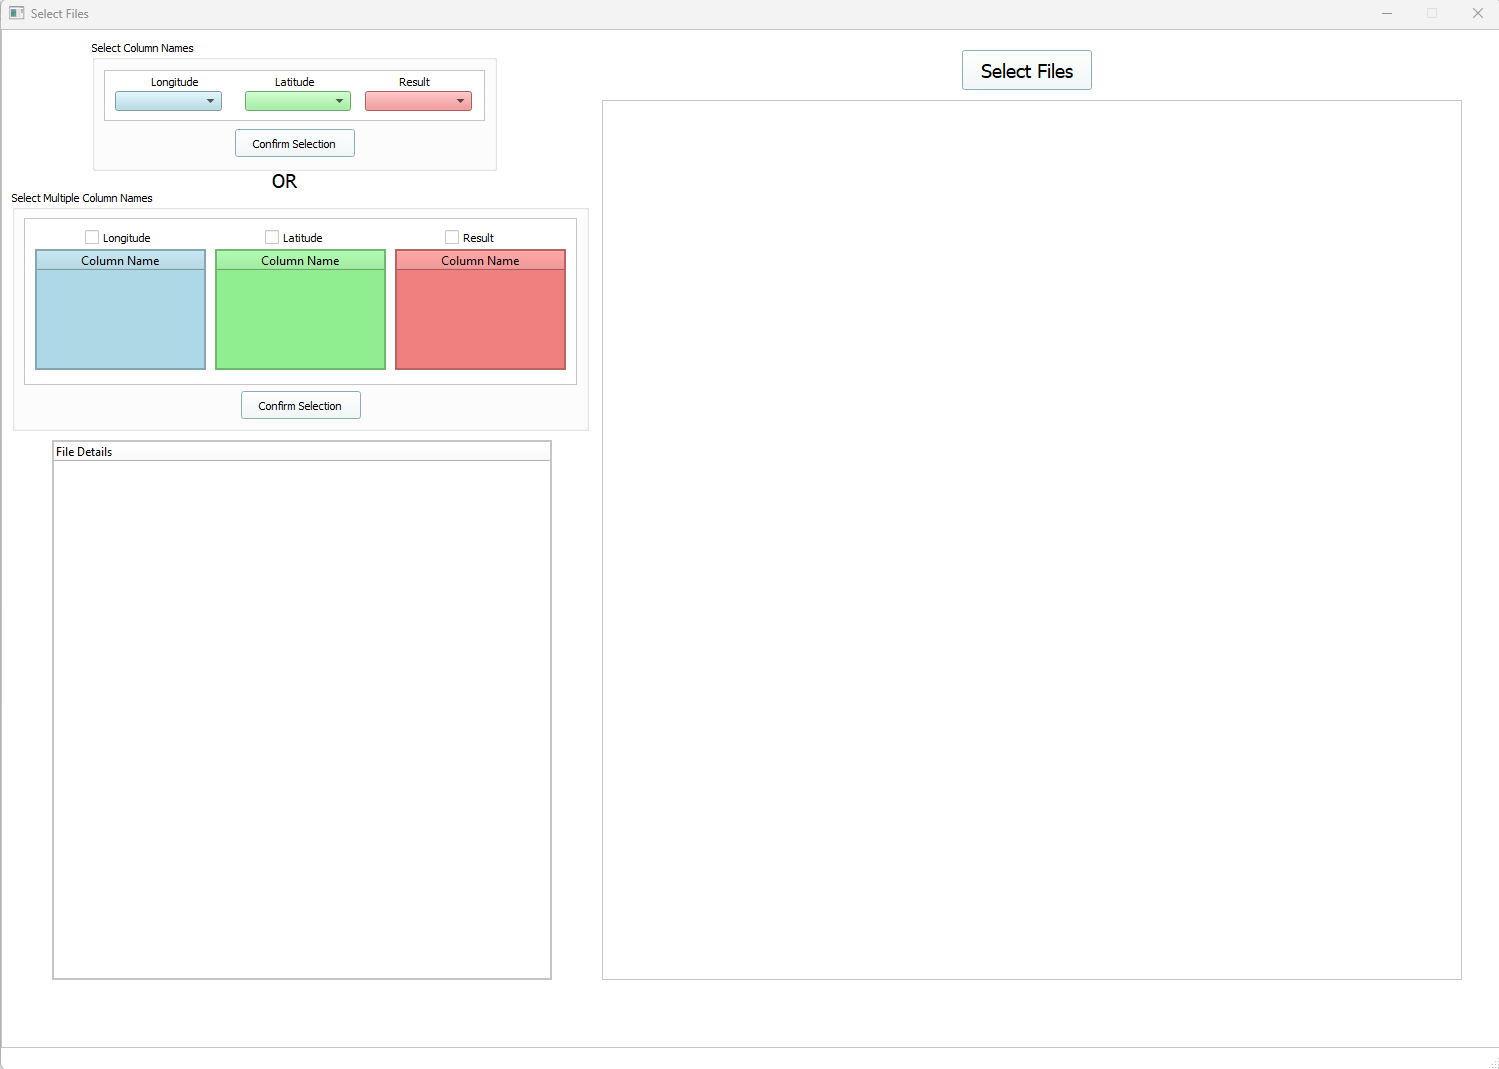 Select Files
Select Column Names
Longitude Latitude Result
Confirm Selection
OR
Select Multiple Column Names
Longitude Latitude Result
Column Name Column Name Column Name
Confirm Selection
File Details
Select Files